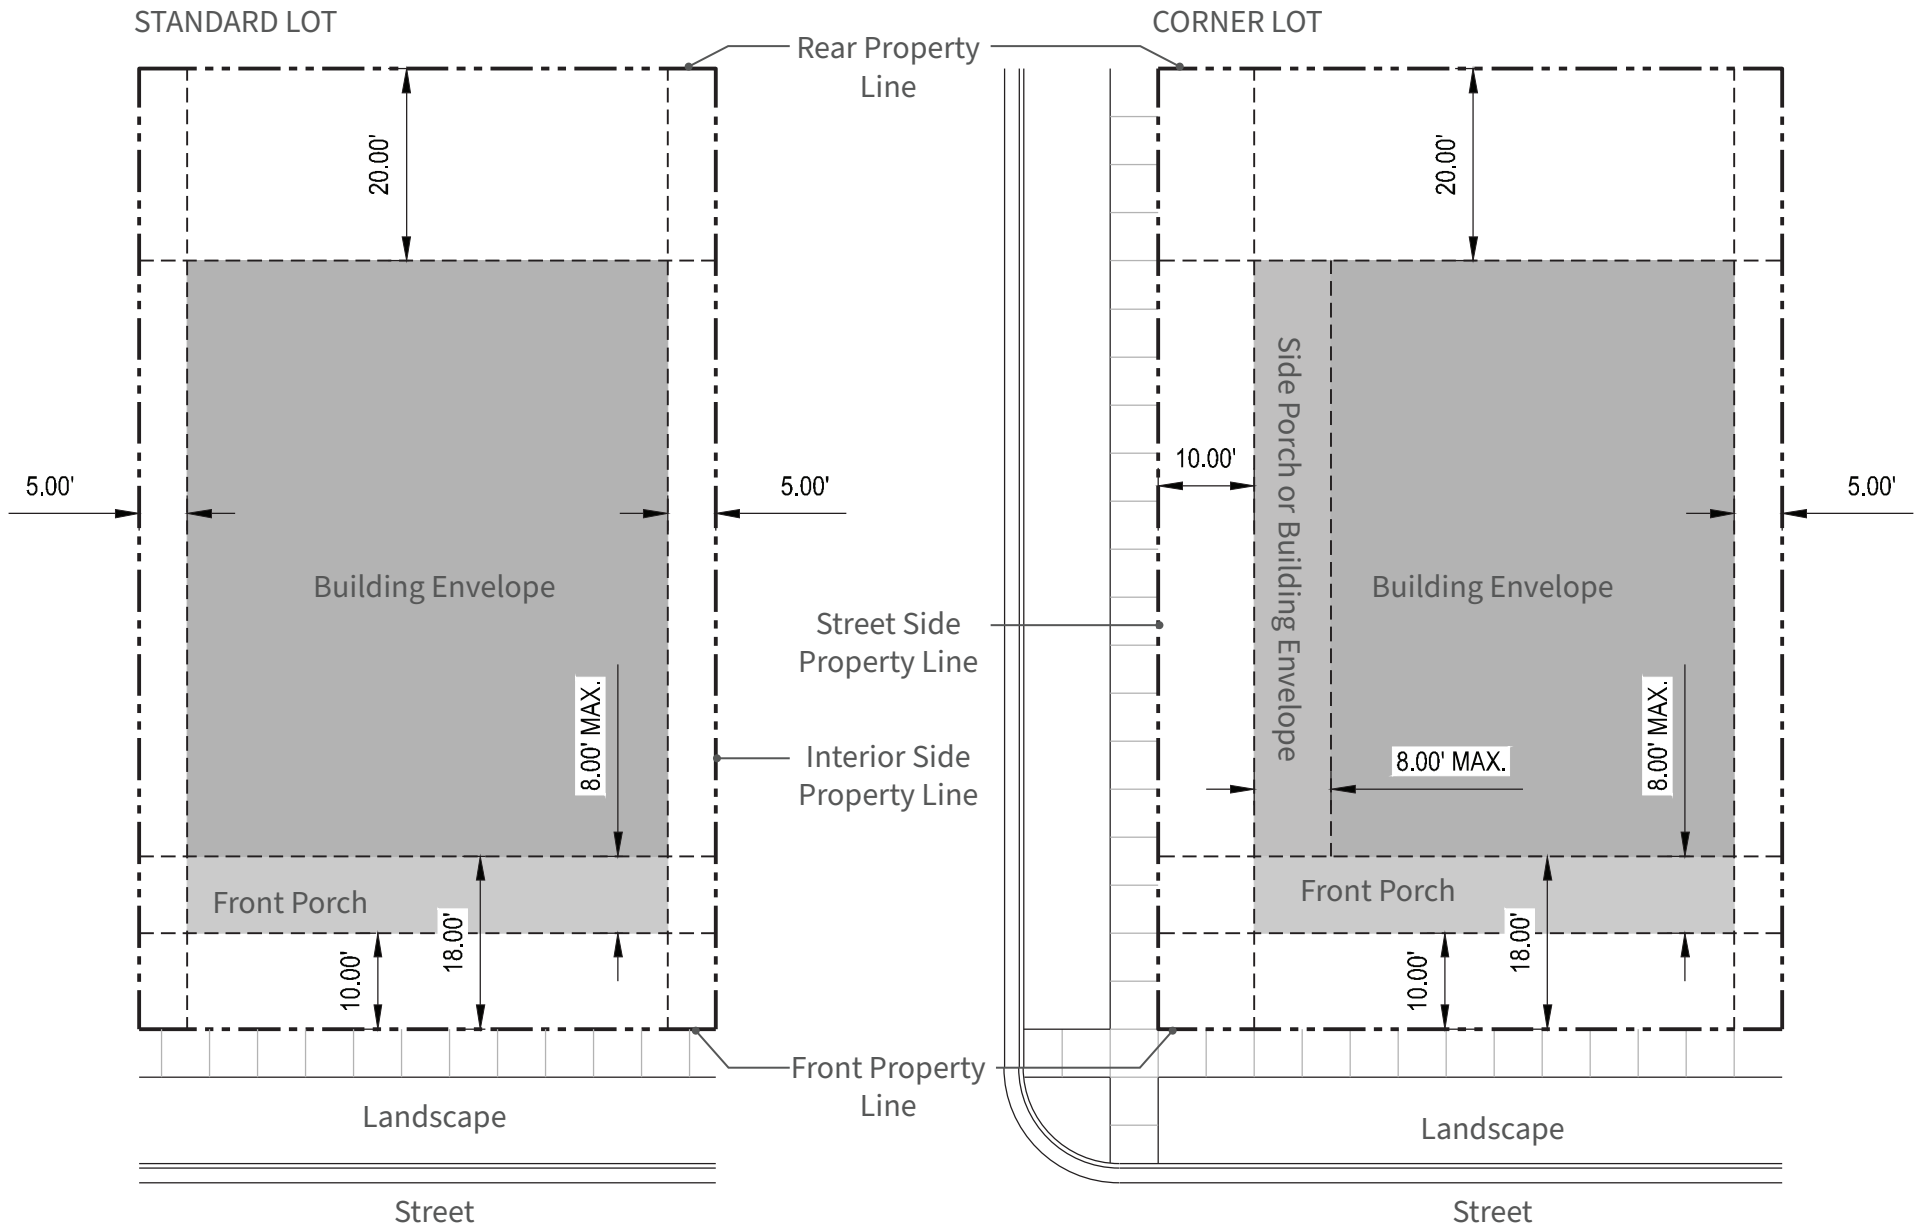 STANDARD LOT
CORNER LOT
Rear Property
Line
20.00'
20.00'
5.00'
5.00'
10.00'
5.00'
Side Porch or Building Envelope
Building Envelope
Building Envelope
Street Side
Property Line
8.00' MAX.
8.00' MAX.
Interior Side
Property Line
8.00' MAX.
Front Porch
Front Porch
18.00'
18.00'
10.00'
10.00'
Front Property
Line
Landscape
Landscape
Street
Street